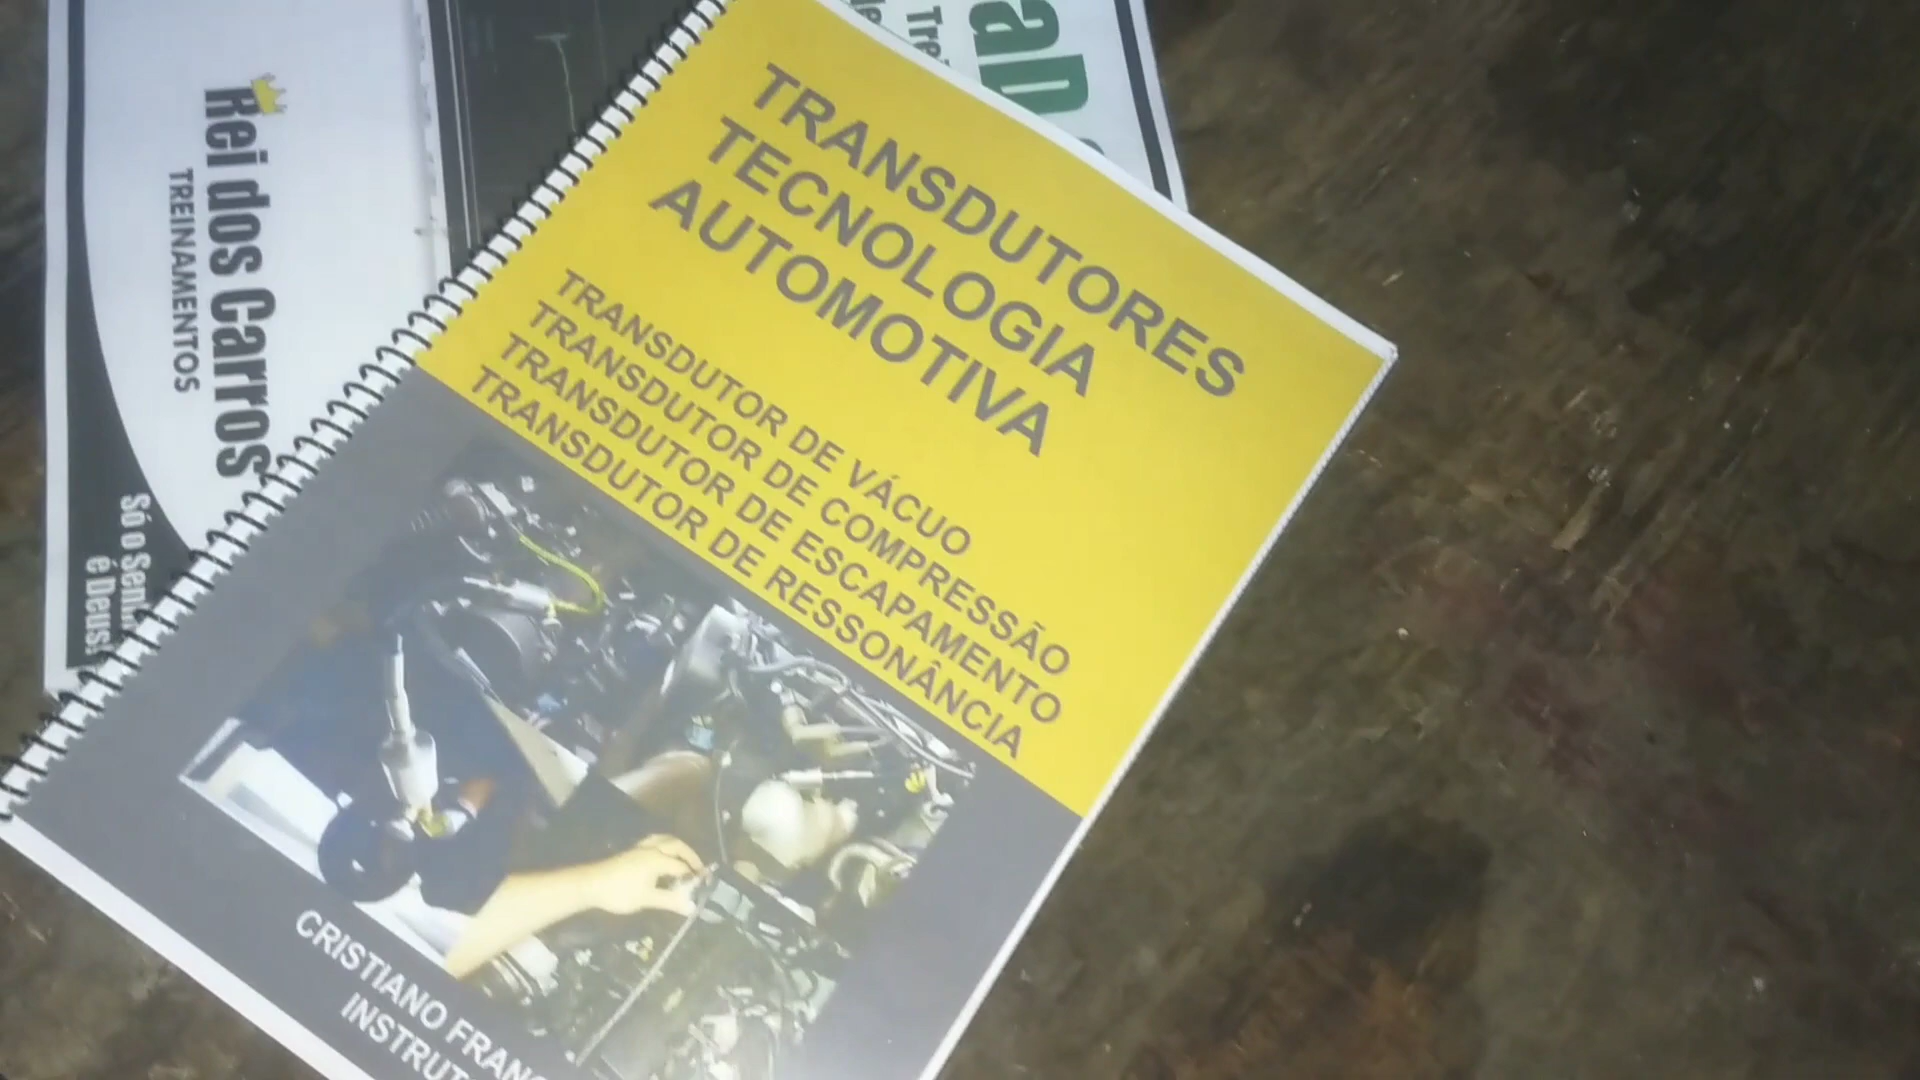 TRANSDUTORES
TECNOLOGIA
AUTOMOTIVA
TRANSDUTOR DE VÁCUO
TRANSDUTOR DE COMPRESSÃO
TRANSDUTOR DE ESCAPAMENTO
TRANSDUTOR DE RESSONÂNCIA
CRISTIANO
Rei dos Carros
TREINAMENTOS
Só o
é Deus!